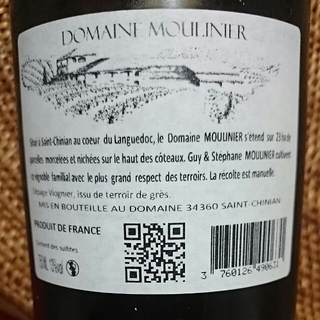 DOMAINE MOULINIER
Situé à Saint-Chinian au coeur du Languedoc, le Domaine MOULINIER s'étend sur 23 ha de
parcelles morcelées et nichées sur le haut des côteaux. Guy & Stéphane MOULINIER cultivent
ce vignoble familial avec le plus grand respect des terroirs. La récolte est manuelle.
Cépage Viognier, issu de terroir de grès.
MIS EN BOUTEILLE AU DOMAINE 34360 SAINT-CHINIAN
PRODUIT DE FRANCE
Contient des sulfites
3 760126 490631